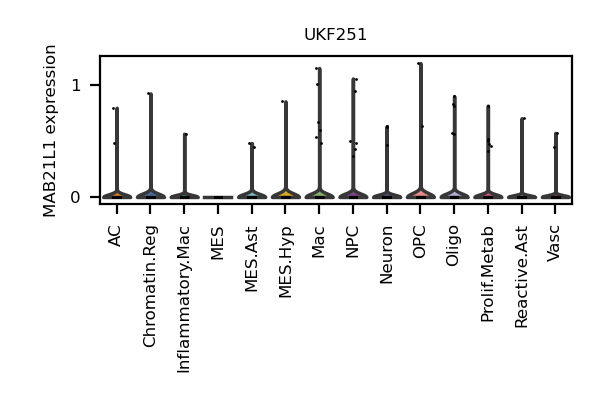 UKF251
MAB21L1 expression
1
0
AC
Chromatin.Reg
Inflammatory.Mac
MES
MES.Ast
MES.Hyp
Mac
NPC
Neuron
OPC
Oligo
Prolif.Metab
Reactive.Ast
Vasc